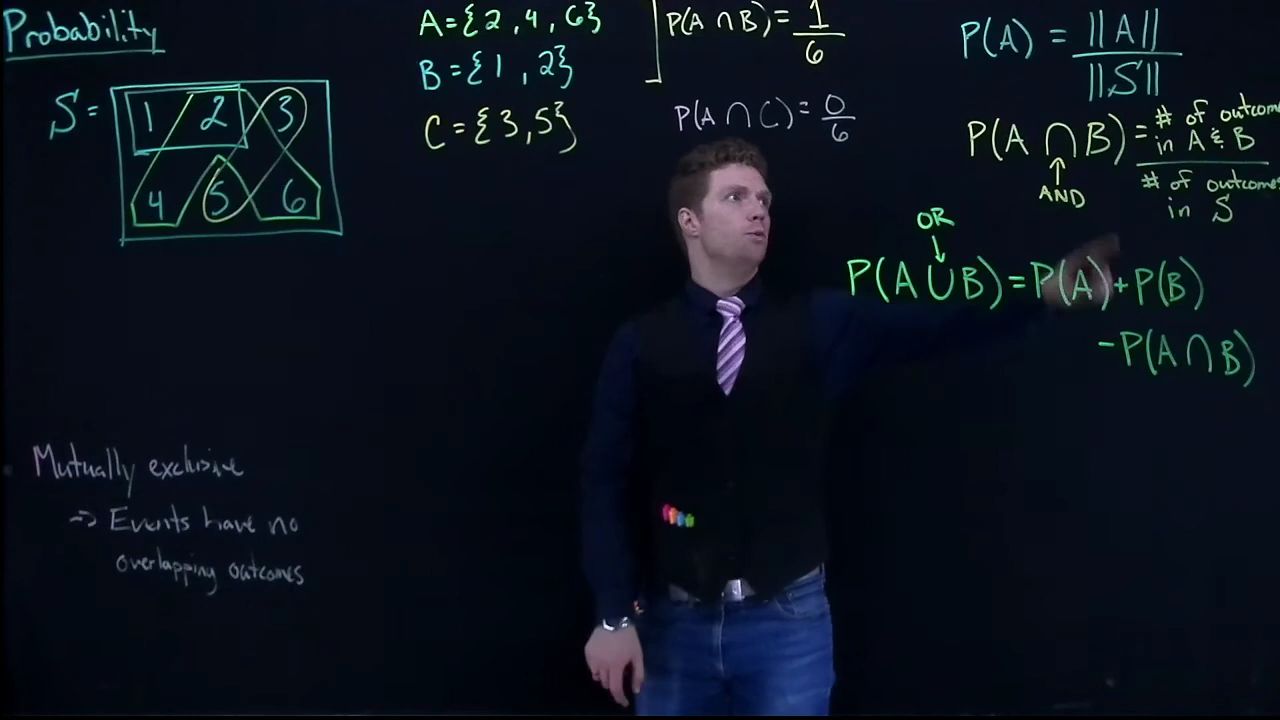 Probability
S = 1 2 3
4 5 6
A = {2, 4, 6}
B = {1, 2}
C = {3, 5}
P(A ∩ B) = 1/6
P(A ∩ C) = 0/6
P(A) = ||A|| / ||S||
P(A ∩ B) = # of outcome
in A & B
AND
# of outcomes
in S
OR
P(A ∪ B) = P(A) + P(B)
- P(A ∩ B)
Mutually exclusive
=> Events have no
overlapping outcomes